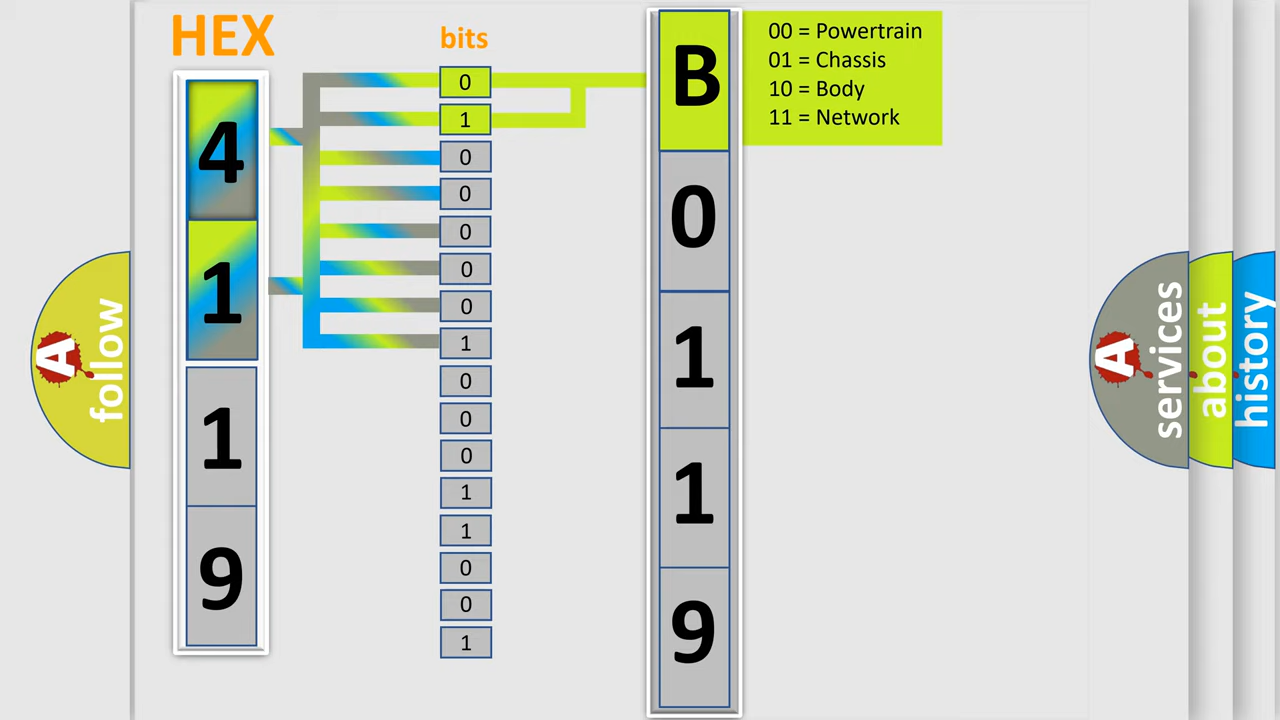 HEX
bits
4
1
1
9
0
1
0
0
0
0
0
1
0
0
0
1
1
0
0
1
B
0
1
1
9
00 = Powertrain
01 = Chassis
10 = Body
11 = Network
A
follow
A
services
about
history